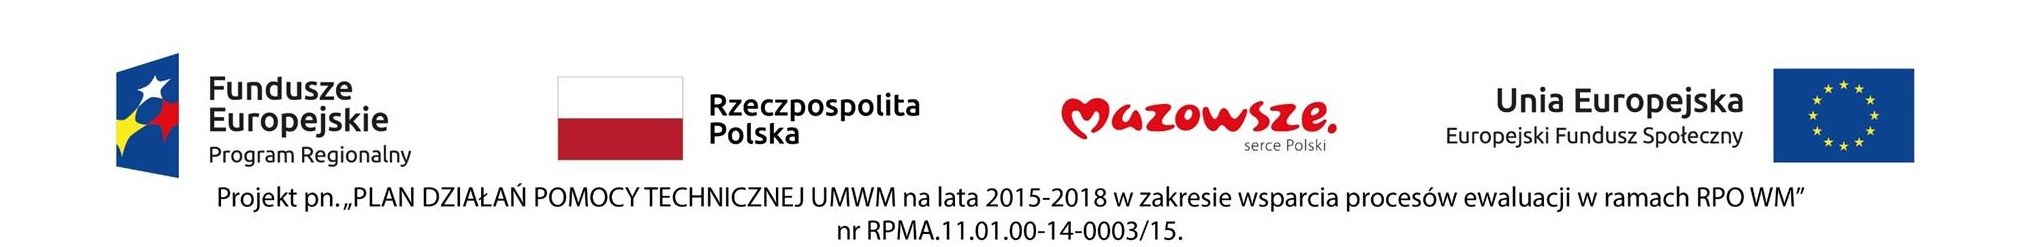 Fundusze
Europejskie
Program Regionalny
Rzeczpospolita
Polska
mazowsze.
serce Polski
Unia Europejska
Europejski Fundusz Społeczny
Projekt pn. „PLAN DZIAŁAŃ POMOCY TECHNICZNEJ UMWM na lata 2015-2018 w zakresie wsparcia procesów ewaluacji w ramach RPO WM”
nr RPMA.11.01.00-14-0003/15.